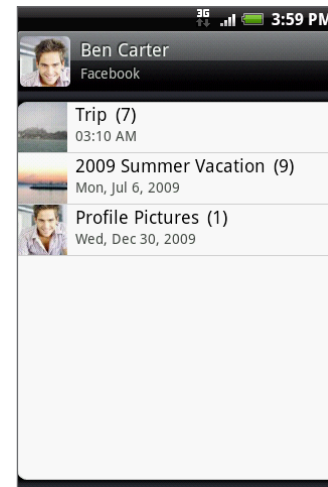 3G 3:59 PM
Ben Carter
Facebook
Trip (7)
03:10 AM
2009 Summer Vacation (9)
Mon, Jul 6, 2009
Profile Pictures (1)
Wed, Dec 30, 2009